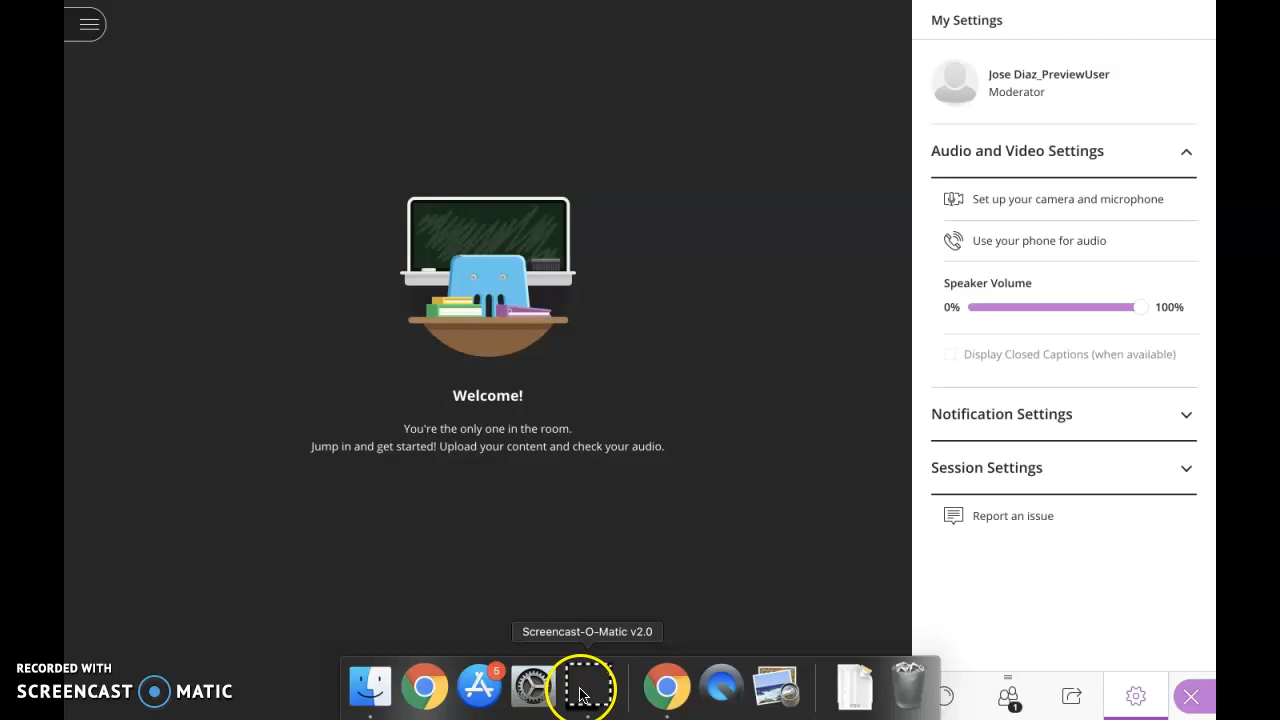 My Settings
Jose Diaz_PreviewUser
Moderator
Audio and Video Settings
Set up your camera and microphone
Use your phone for audio
Speaker Volume
0% 100%
Display Closed Captions (when available)
Notification Settings
Session Settings
Report an issue
Welcome!
You're the only one in the room.
Jump in and get started! Upload your content and check your audio.
Screencast-O-Matic v2.0
5
1
RECORDED WITH
SCREENCAST MATIC